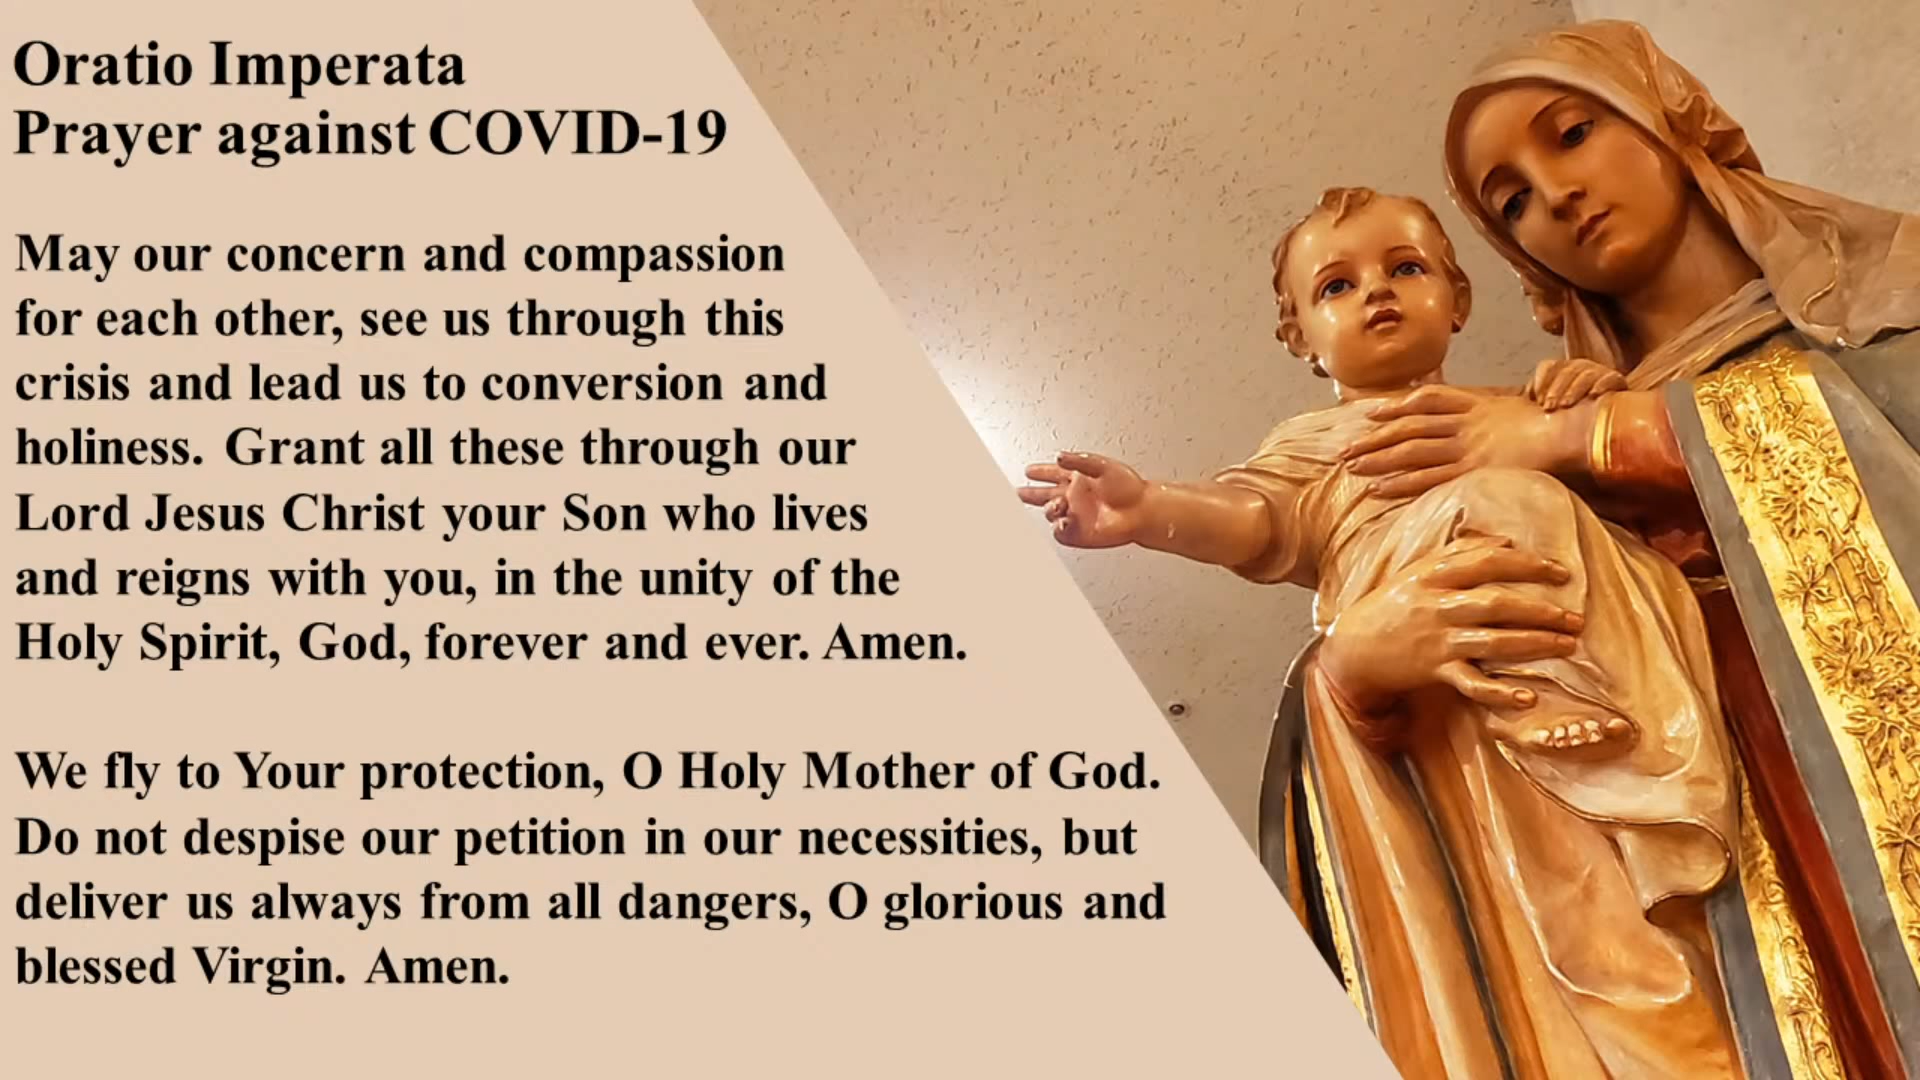 Oratio Imperata
Prayer against COVID-19
May our concern and compassion
for each other, see us through this
crisis and lead us to conversion and
holiness. Grant all these through our
Lord Jesus Christ your Son who lives
and reigns with you, in the unity of the
Holy Spirit, God, forever and ever. Amen.
We fly to Your protection, O Holy Mother of God.
Do not despise our petition in our necessities, but
deliver us always from all dangers, O glorious and
blessed Virgin. Amen.